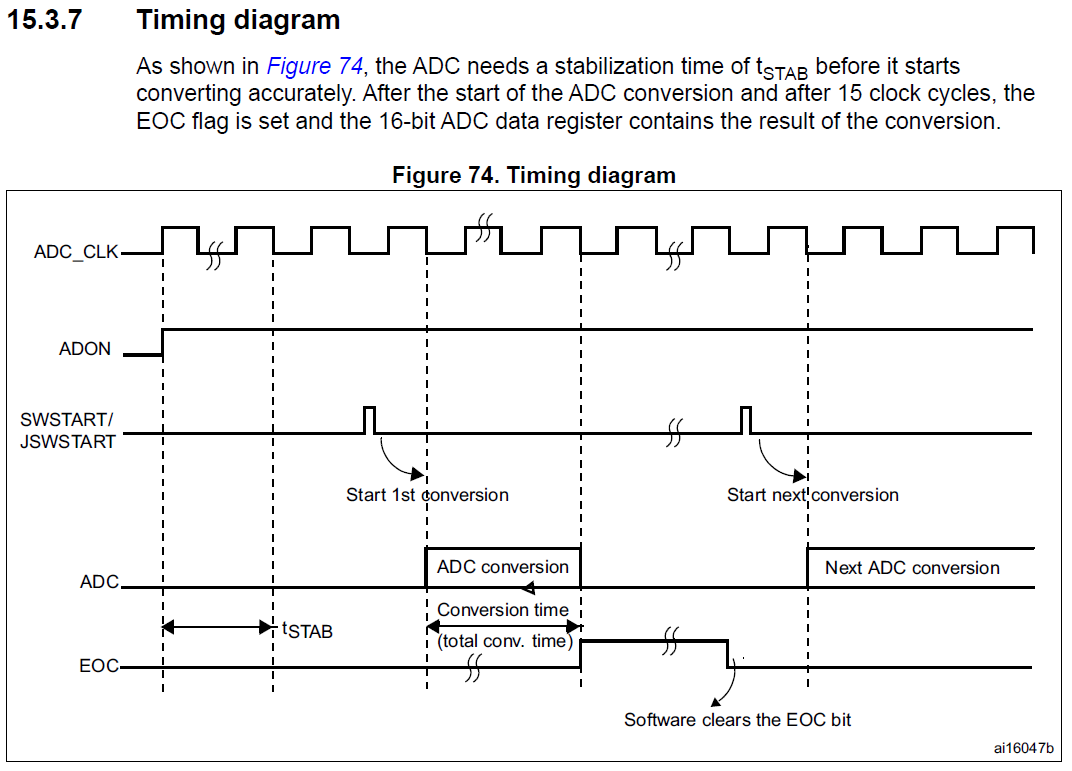 15.3.7 Timing diagram
As shown in Figure 74, the ADC needs a stabilization time of tSTAB before it starts
converting accurately. After the start of the ADC conversion and after 15 clock cycles, the
EOC flag is set and the 16-bit ADC data register contains the result of the conversion.
Figure 74. Timing diagram
ADC_CLK
ADON
SWSTART/
JSWSTART
Start 1st conversion
Start next conversion
ADC
ADC conversion
Next ADC conversion
Conversion time
tSTAB
(total conv. time)
EOC
Software clears the EOC bit
ai16047b